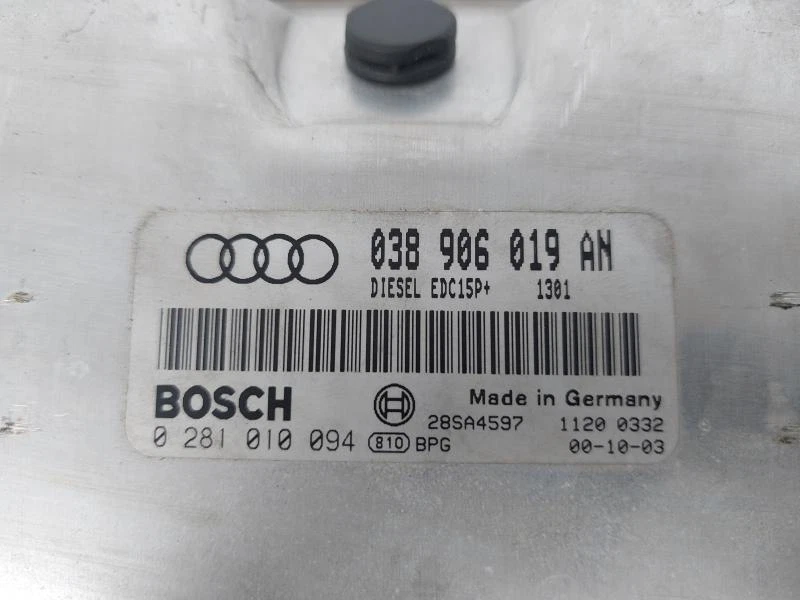 038 906 019 AN
DIESEL EDC15P+ 1301
BOSCH
Made in Germany
28SA4597 1120 0332
0 281 010 094 810 BPG 00-10-03